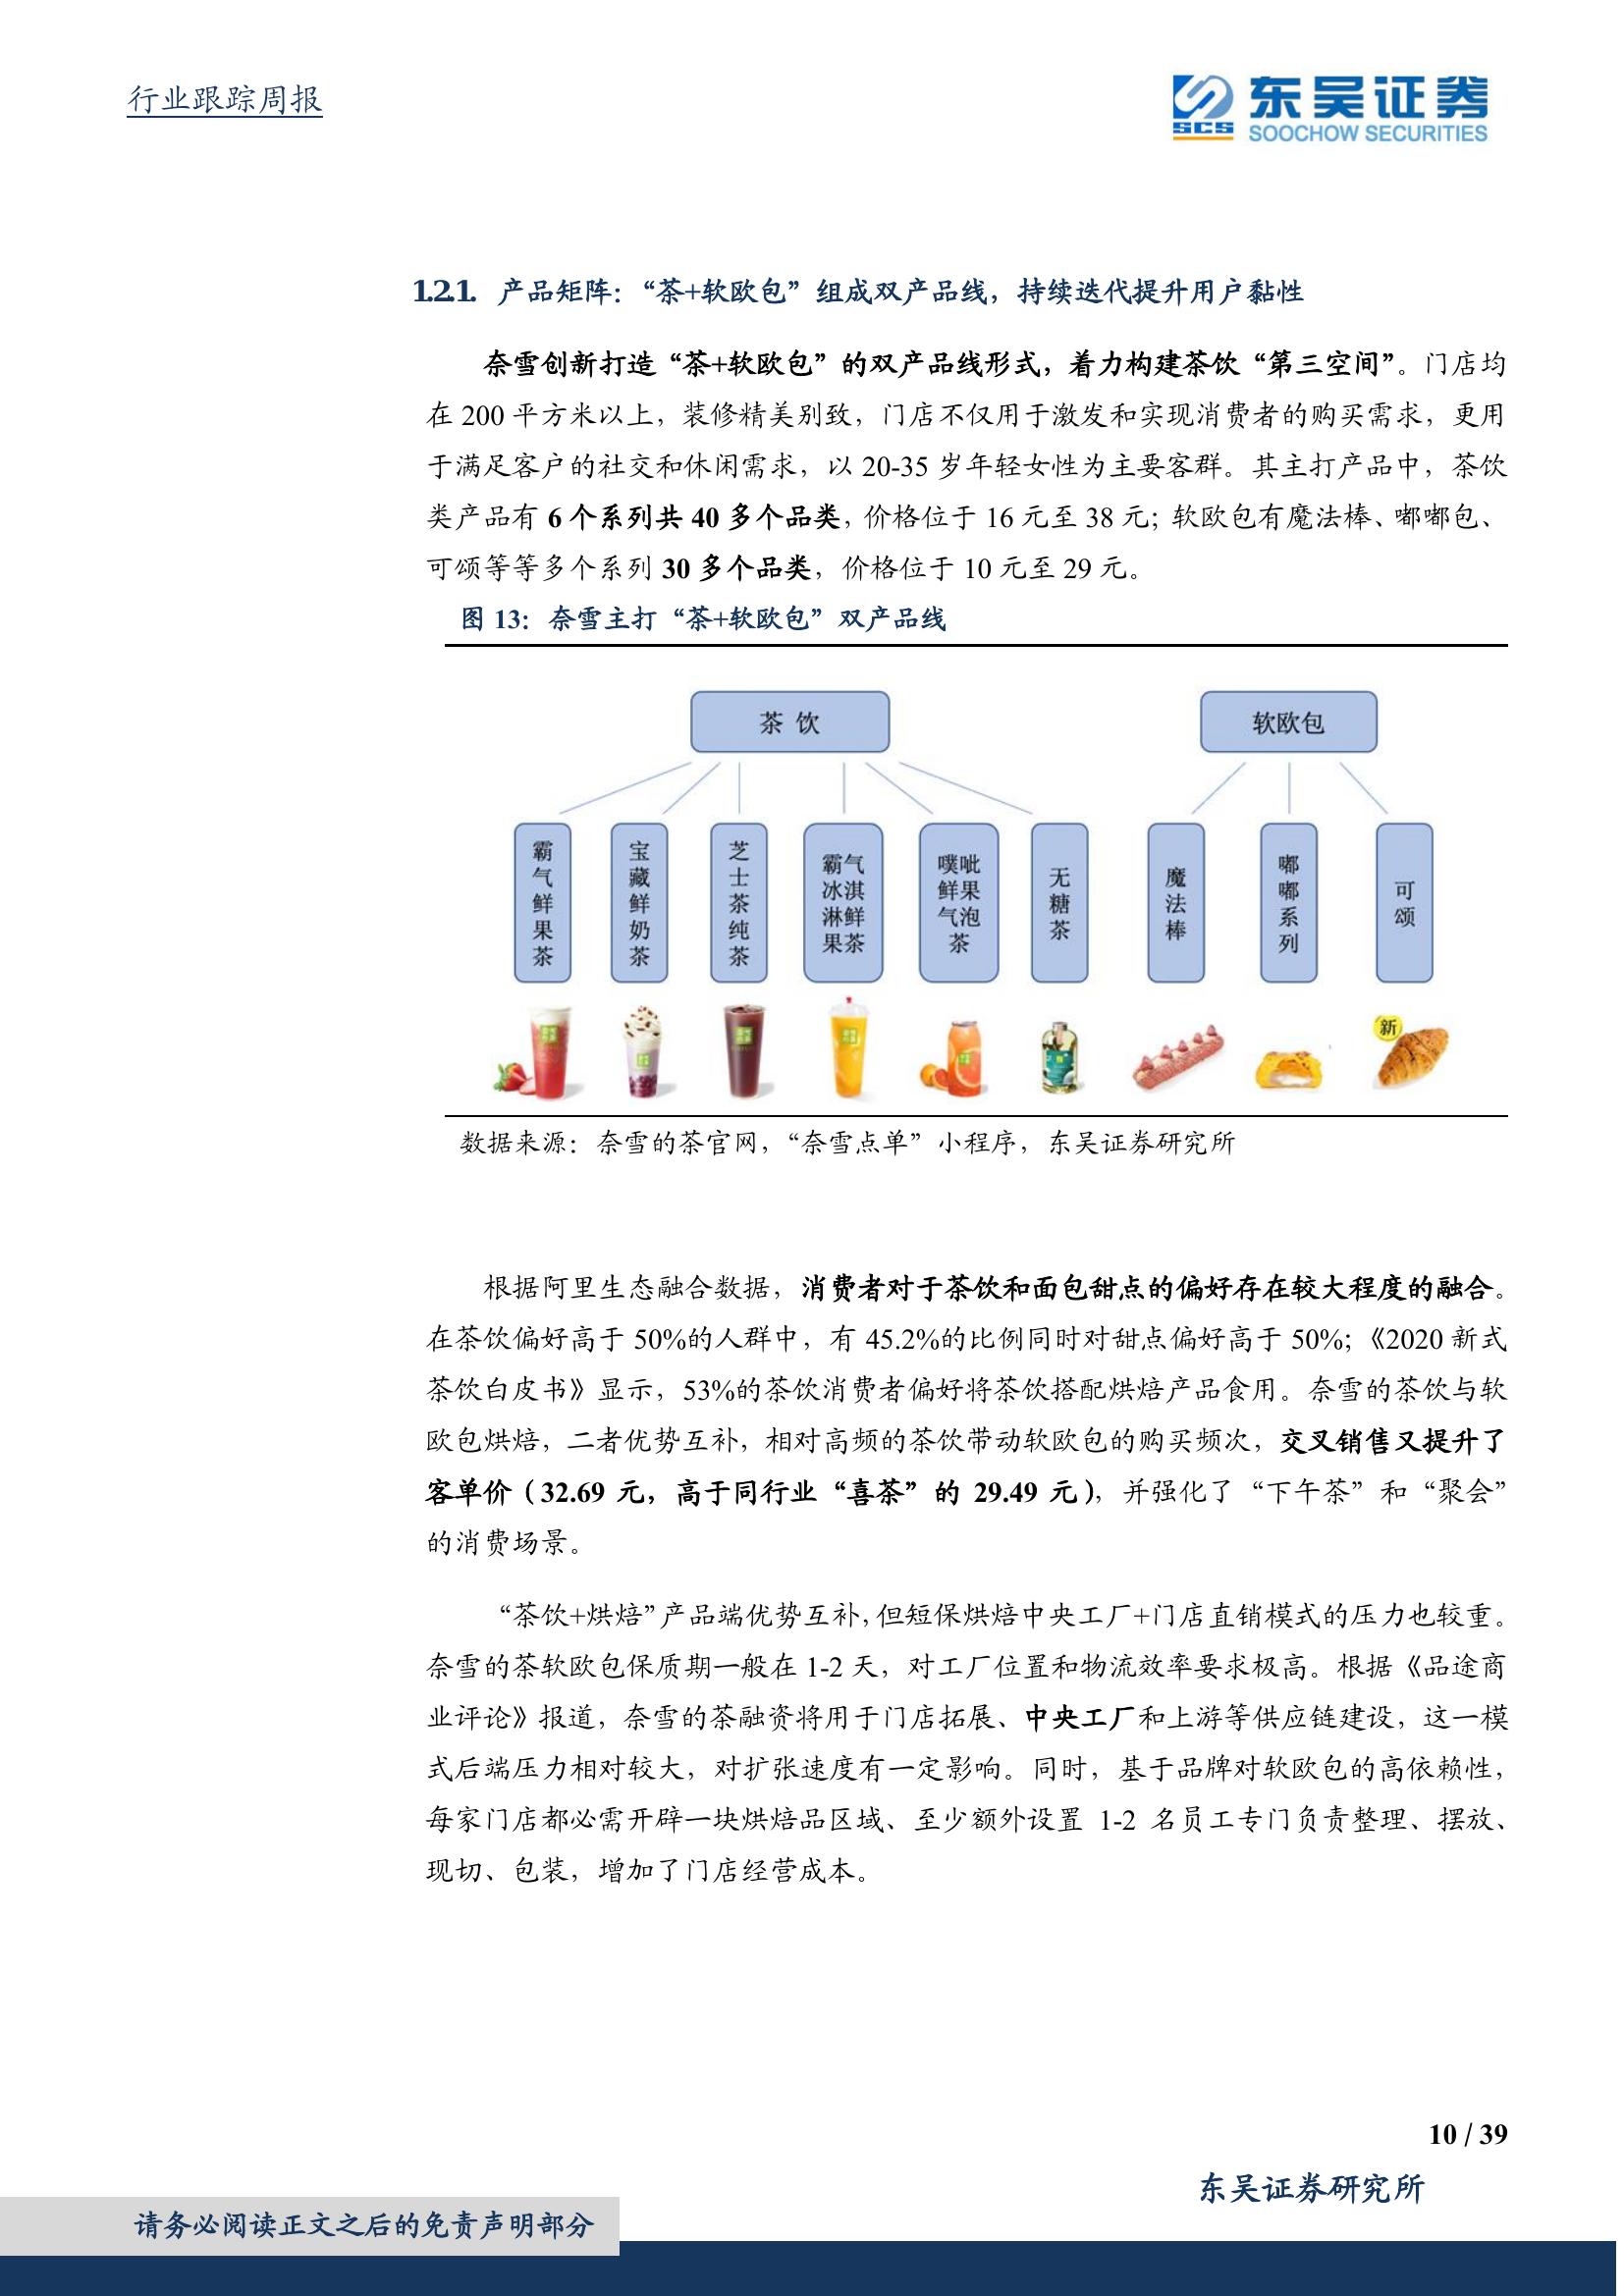 行业跟踪周报
东吴证券
SCS
SOOCHOW SECURITIES
1.2.1. 产品矩阵：“茶+软欧包”组成双产品线，持续迭代提升用户黏性
奈雪创新打造“茶+软欧包”的双产品线形式，着力构建茶饮“第三空间”。门店均
在 200 平方米以上，装修精美别致，门店不仅用于激发和实现消费者的购买需求，更用
于满足客户的社交和休闲需求，以 20-35 岁年轻女性为主要客群。其主打产品中，茶饮
类产品有 6 个系列共 40 多个品类，价格位于 16 元至 38 元；软欧包有魔法棒、嘟嘟包、
可颂等等多个系列 30 多个品类，价格位于 10 元至 29 元。
图 13：奈雪主打“茶+软欧包”双产品线
茶 饮
软欧包
霸气鲜果茶
宝藏鲜奶茶
芝士茶纯茶
霸气
冰淇
淋鲜
果茶
噗呲
鲜果
气泡
茶
无糖茶
魔法棒
嘟嘟系列
可颂
新
数据来源：奈雪的茶官网，“奈雪点单”小程序，东吴证券研究所
根据阿里生态融合数据，消费者对于茶饮和面包甜点的偏好存在较大程度的融合。
在茶饮偏好高于 50%的人群中，有 45.2%的比例同时对甜点偏好高于 50%；《2020 新式
茶饮白皮书》显示，53%的茶饮消费者偏好将茶饮搭配烘焙产品食用。奈雪的茶饮与软
欧包烘焙，二者优势互补，相对高频的茶饮带动软欧包的购买频次，交叉销售又提升了
客单价（32.69 元，高于同行业“喜茶”的 29.49 元），并强化了“下午茶”和“聚会”
的消费场景。
“茶饮+烘焙”产品端优势互补，但短保烘焙中央工厂+门店直销模式的压力也较重。
奈雪的茶软欧包保质期一般在 1-2 天，对工厂位置和物流效率要求极高。根据《品途商
业评论》报道，奈雪的茶融资将用于门店拓展、中央工厂和上游等供应链建设，这一模
式后端压力相对较大，对扩张速度有一定影响。同时，基于品牌对软欧包的高依赖性，
每家门店都必需开辟一块烘焙品区域、至少额外设置 1-2 名员工专门负责整理、摆放、
现切、包装，增加了门店经营成本。
10 / 39
东吴证券研究所
请务必阅读正文之后的免责声明部分